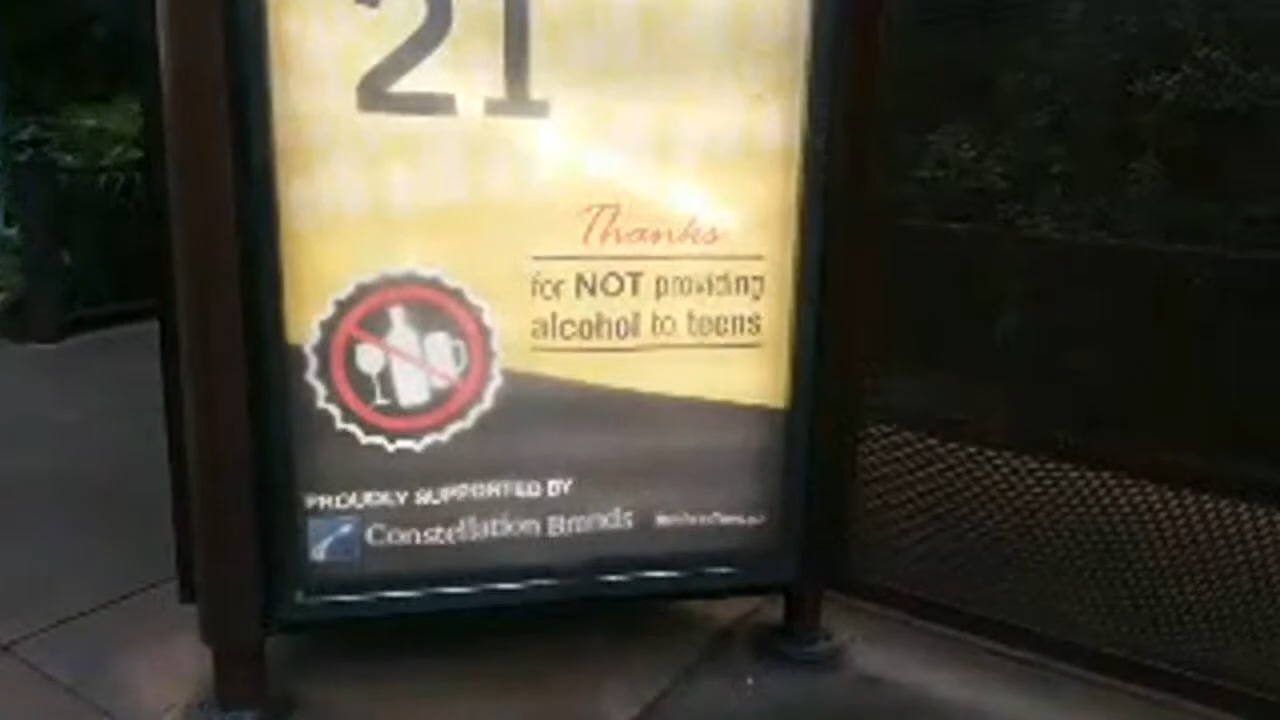 21
Thanks
for NOT providing
alcohol to teens
PROUDLY SUPPORTED BY
Constellation Brands